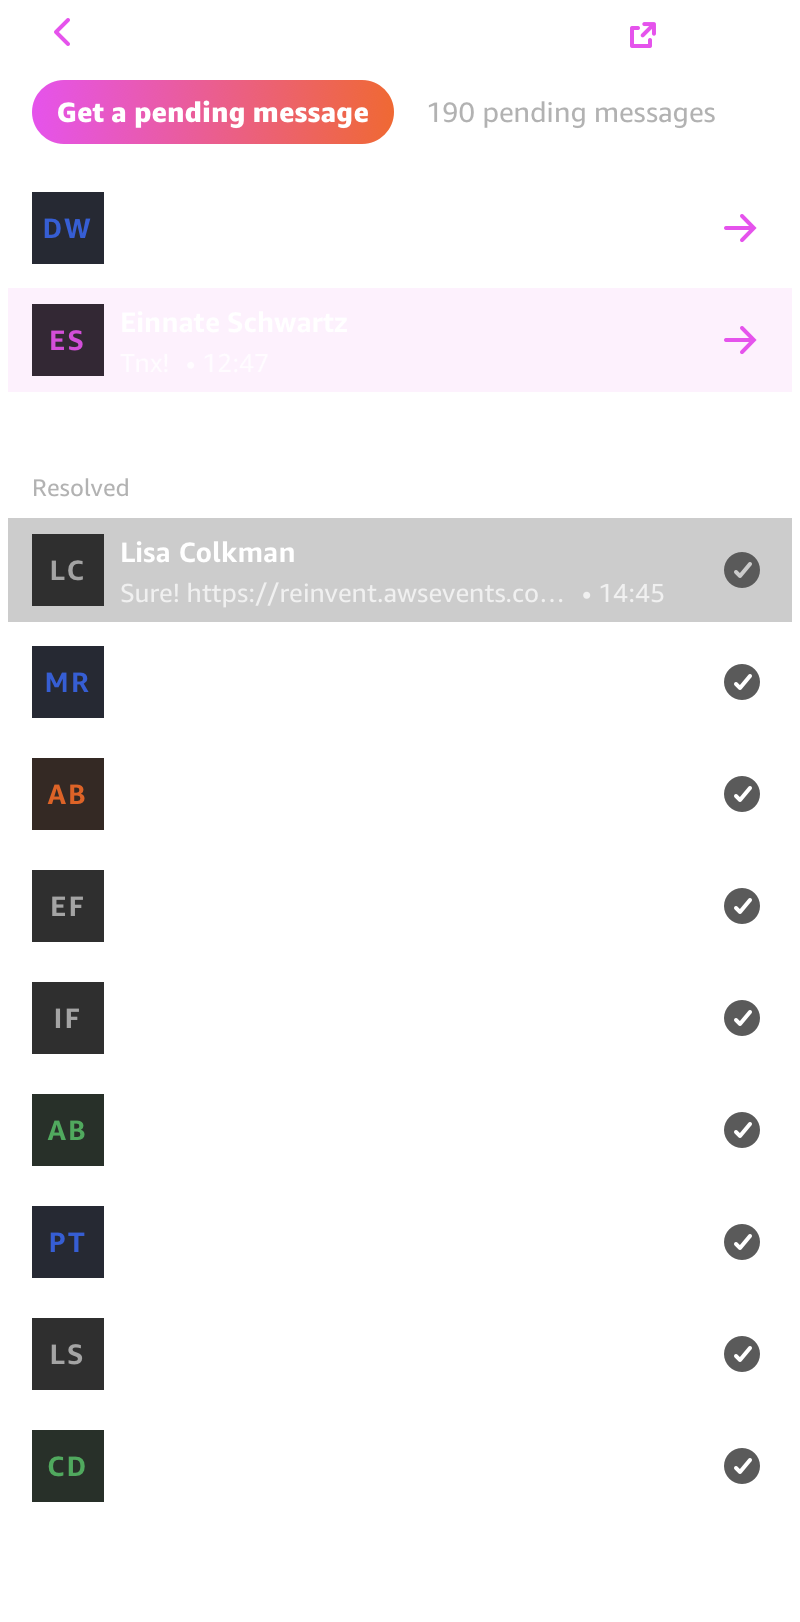 Get a pending message 190 pending messages
DW
ES Einnate Schwartz
Tnx! • 12:47
Resolved
LC Lisa Colkman
Sure! https://reinvent.awsevents.co... • 14:45
MR
AB
EF
IF
AB
PT
LS
CD